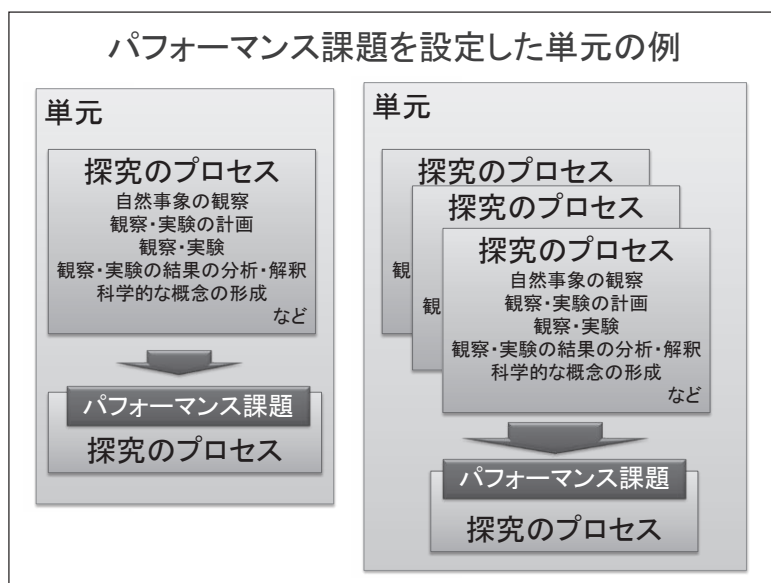 パフォーマンス課題を設定した単元の例
単元
探究のプロセス
自然事象の観察
観察・実験の計画
観察・実験
観察・実験の結果の分析・解釈
科学的な概念の形成
など
パフォーマンス課題
探究のプロセス
単元
探究のプロセス
観
探究のプロセス
観
探究のプロセス
自然事象の観察
観察・実験の計画
観察・実験
観察・実験の結果の分析・解釈
科学的な概念の形成
など
パフォーマンス課題
探究のプロセス